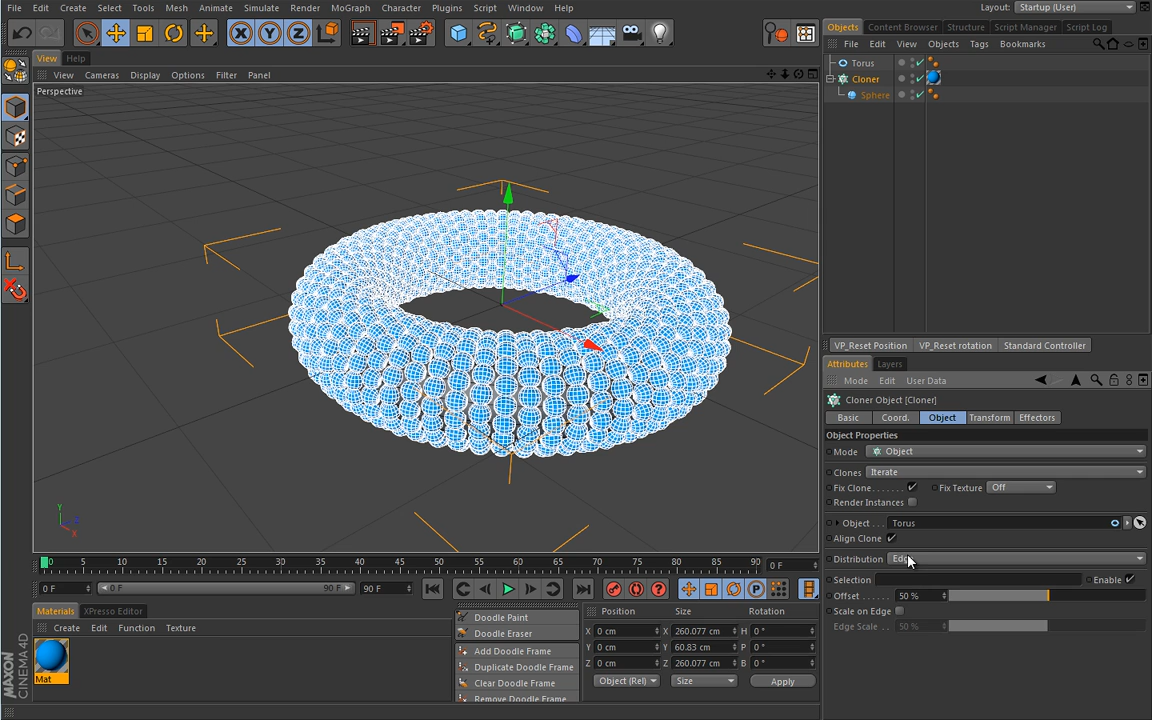 File Edit Create Select Tools Mesh Animate Simulate Render MoGraph Character Plugins Script Window Help Layout: Startup (User)
X Y Z
Objects Content Browser Structure Script Manager Script Log
File Edit View Objects Tags Bookmarks
View Help
View Cameras Display Options Filter Panel
Perspective
Torus
Cloner
Sphere
Y
Z
X
VP_Reset Position VP_Reset rotation Standard Controller
Attributes Layers
Mode Edit User Data
Cloner Object [Cloner]
Basic Coord. Object Transform Effectors
Object Properties
Mode Object
Clones Iterate
Fix Clone....... Fix Texture Off
Render Instances
Object ... Torus
Align Clone
Distribution Edge
Selection Enable
Offset ...... 50 %
Scale on Edge
Edge Scale .. 50 %
0 5 10 15 20 25 30 35 40 45 50 55 60 65 70 75 80 85 90 0 F
0 F 0 F 90 F 90 F
P
Materials XPresso Editor
Create Edit Function Texture
Mat
MAXON
CINEMA 4D
Doodle Paint
Doodle Eraser
Add Doodle Frame
Duplicate Doodle Frame
Clear Doodle Frame
Remove Doodle Frame
Position Size Rotation
X 0 cm X 260.077 cm H 0 °
Y 0 cm Y 60.83 cm P 0 °
Z 0 cm Z 260.077 cm B 0 °
Object (Rel) Size Apply